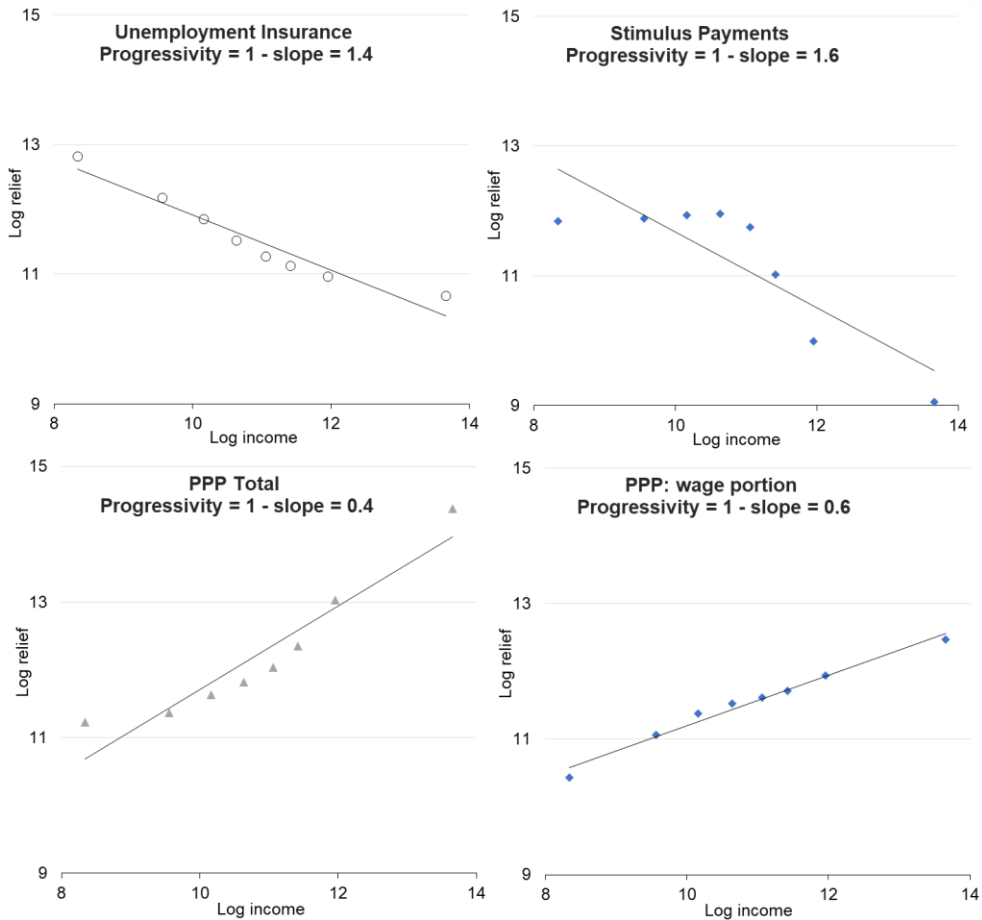 Unemployment Insurance
Progressivity = 1 - slope = 1.4
15
13
11
9
Log relief
8
10
12
14
Log income
Stimulus Payments
Progressivity = 1 - slope = 1.6
15
13
11
9
Log relief
8
10
12
14
Log income
PPP Total
Progressivity = 1 - slope = 0.4
15
13
11
9
Log relief
8
10
12
14
Log income
PPP: wage portion
Progressivity = 1 - slope = 0.6
15
13
11
9
Log relief
8
10
12
14
Log income